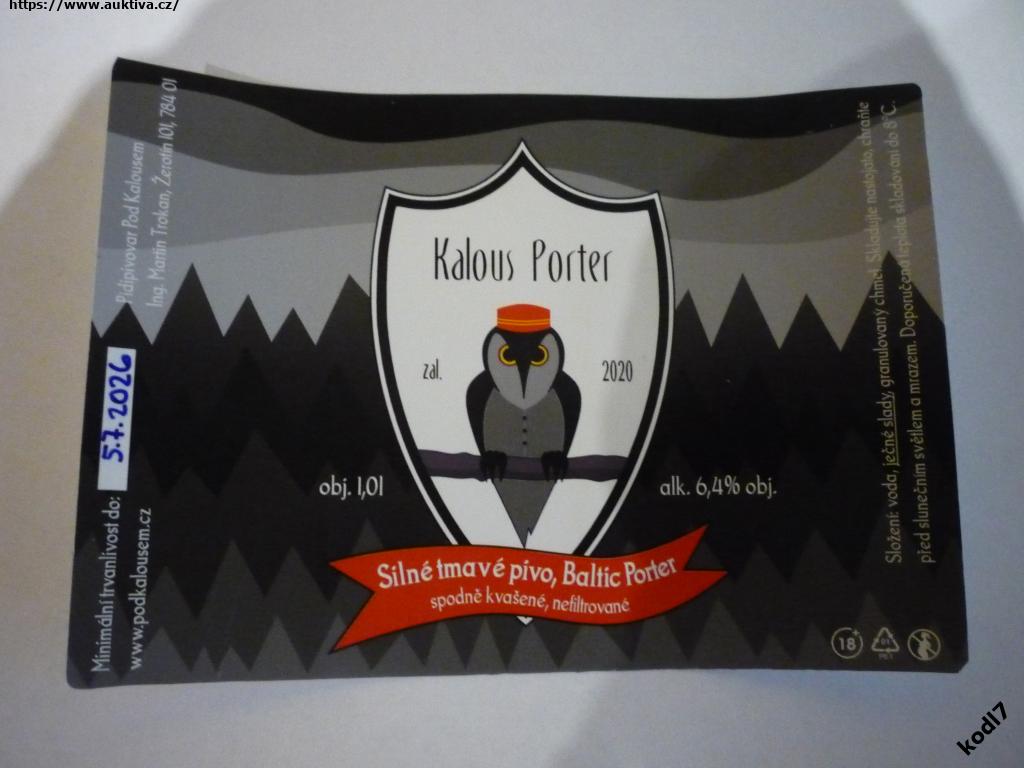 https://www.auktiva.cz/
Pidipivovar Pod Kalousem
Ing. Martin Trokan, Žerotín 101, 784 01
Minimální trvanlivost do: 5.7.2026
www.podkalousem.cz
Kalous Porter
zal. 2020
obj. 1,0l
alk. 6,4% obj.
Silné tmavé pivo, Baltic Porter
spodně kvašené, nefiltrované
Složení: voda, ječné slady, granulovaný chmel. Skladujte nastojato, chraňte
před slunečním světlem a mrazem. Doporučená teplota skladování do 8°C.
18+
kodl7